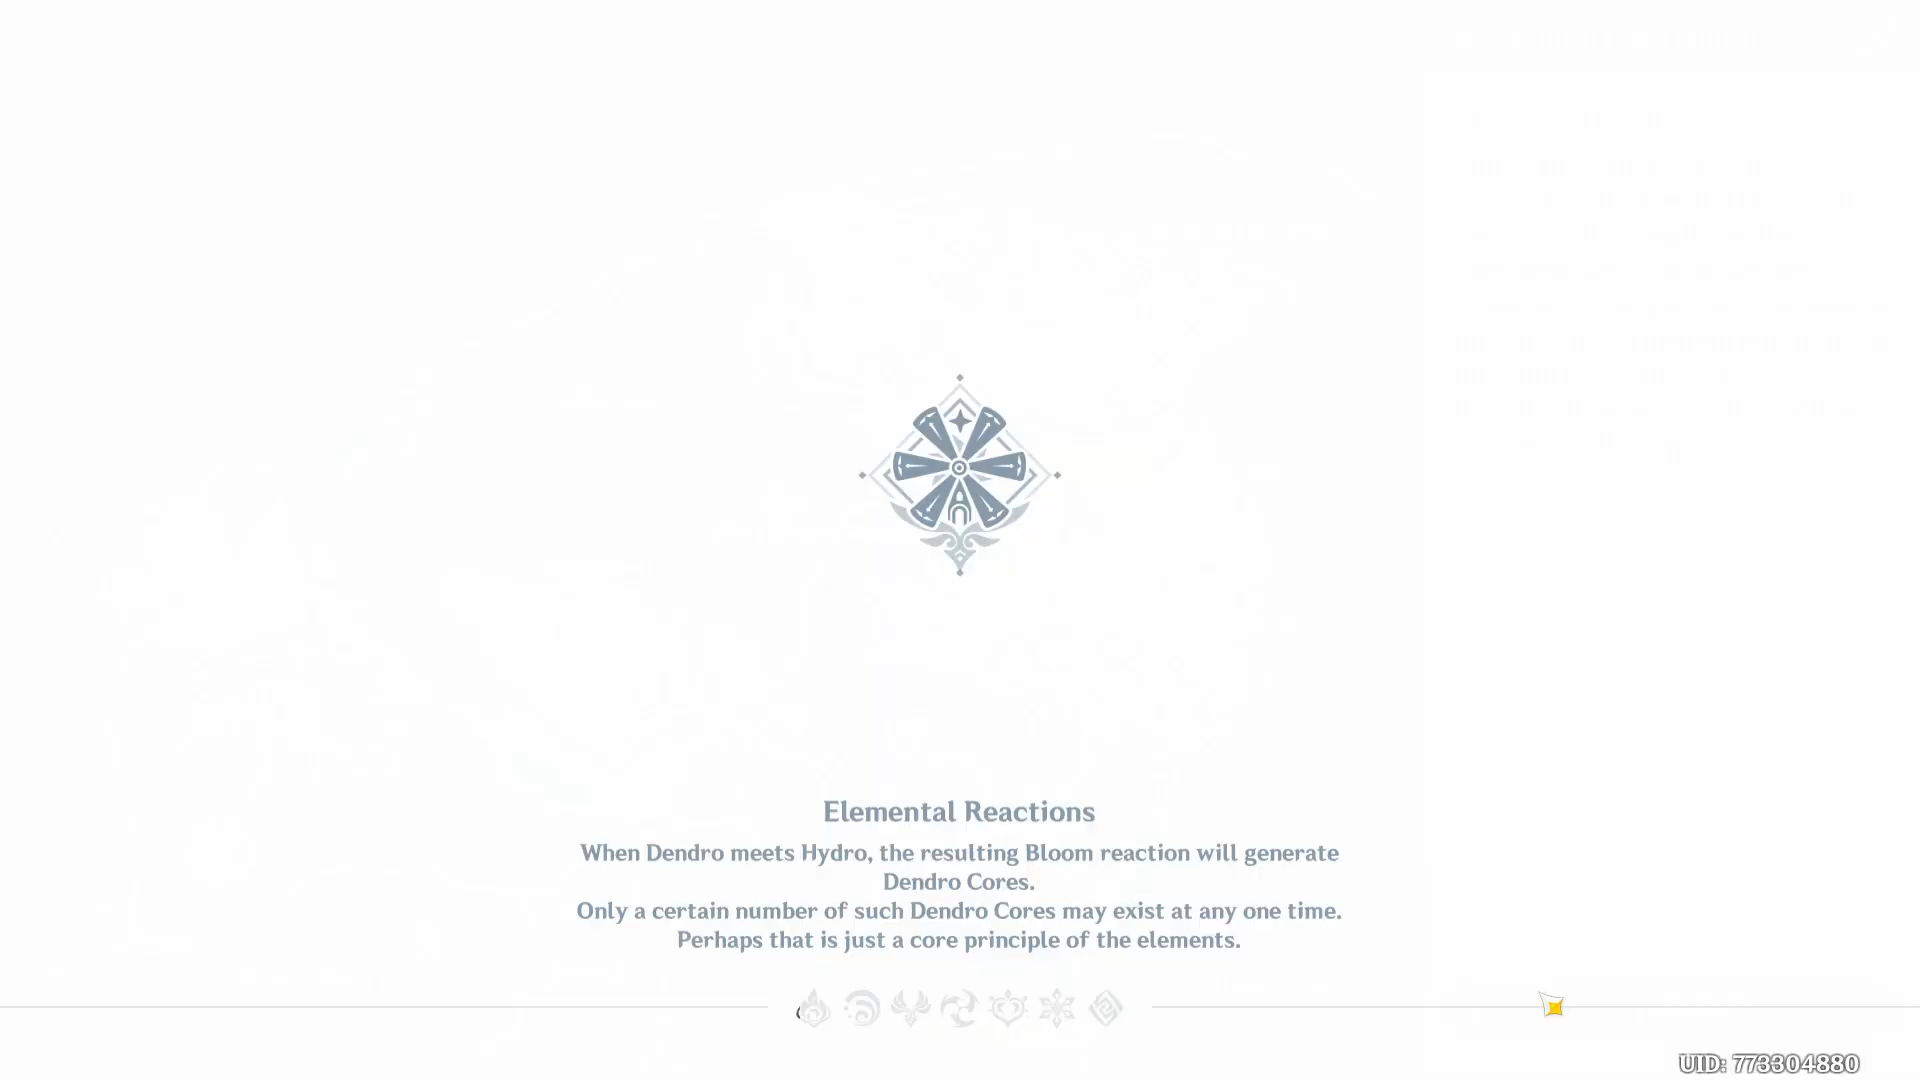 Elemental Reactions
When Dendro meets Hydro, the resulting Bloom reaction will generate
Dendro Cores.
Only a certain number of such Dendro Cores may exist at any one time.
Perhaps that is just a core principle of the elements.
UID: 773304880